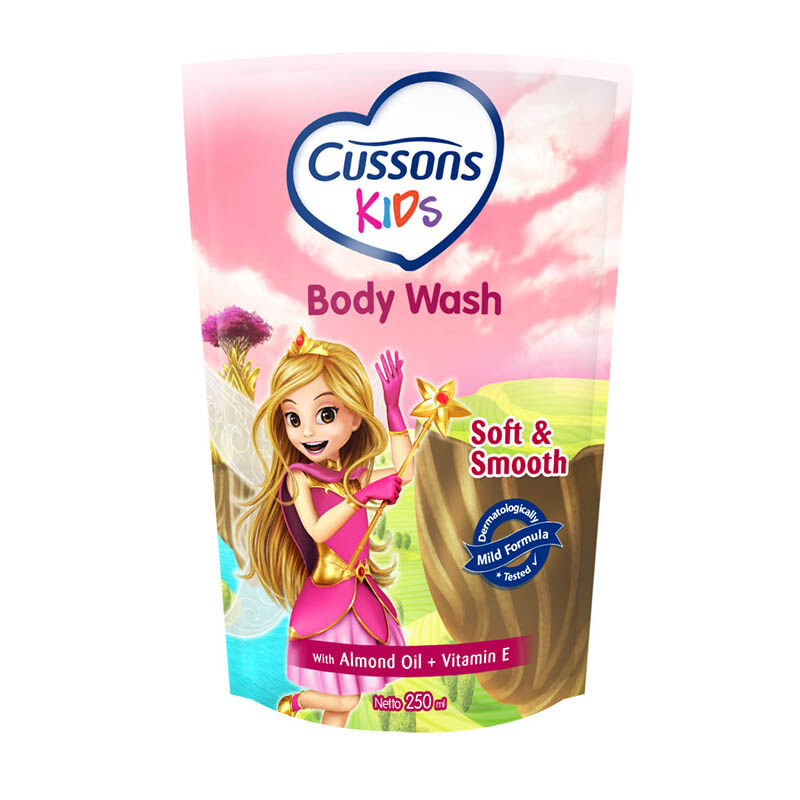 Cussons
KIDS
Body Wash
Soft &
Smooth
Dermatologically
Mild Formula
* Tested ✓
With Almond Oil + Vitamin E
Netto 250 ml